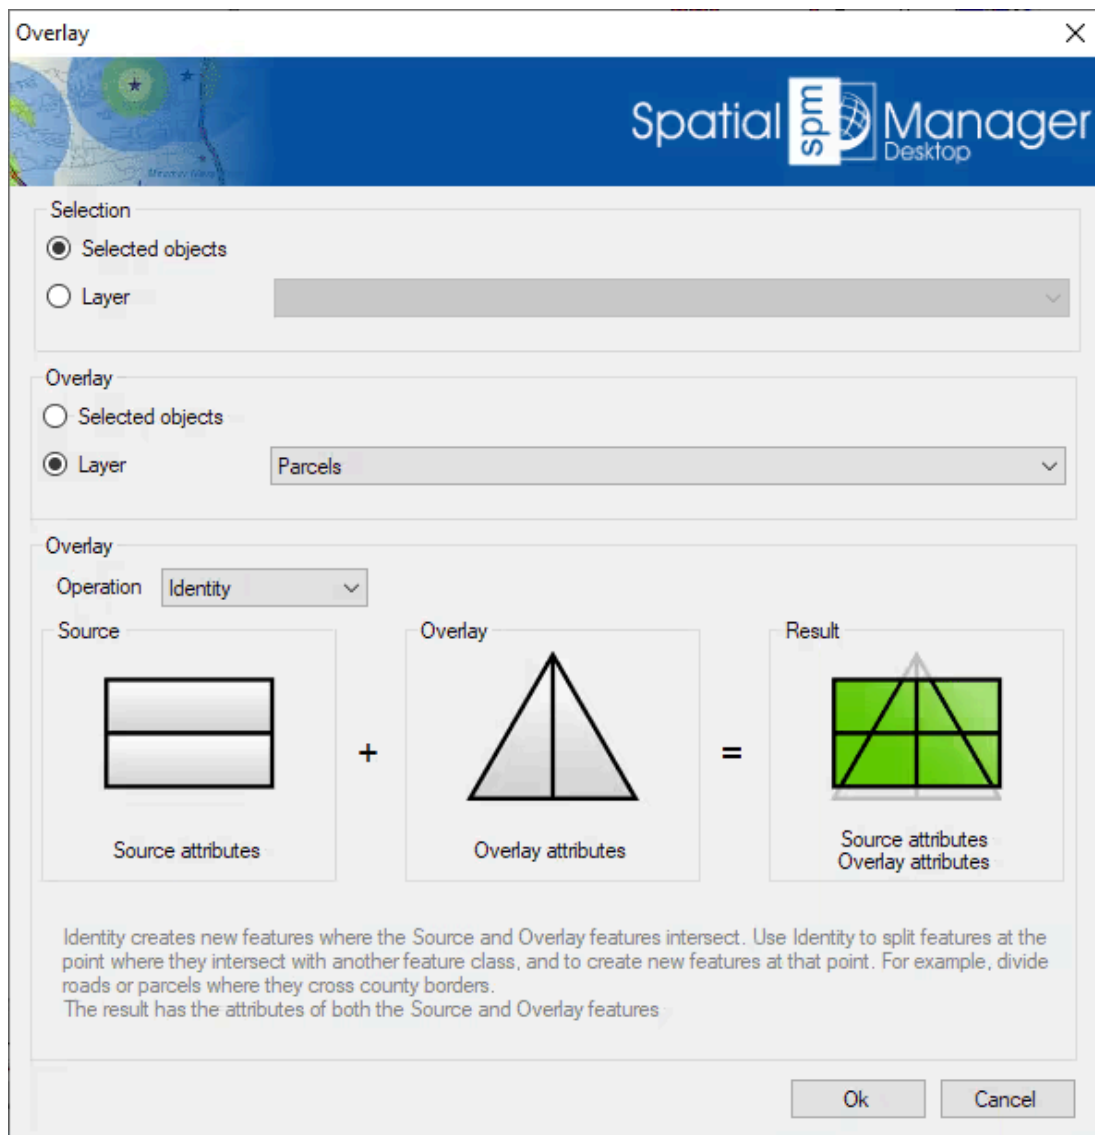 Overlay
Spatial spm Manager
Desktop
Selection
Selected objects
Layer
Overlay
Selected objects
Layer Parcels
Overlay
Operation Identity
Source Overlay Result
+ =
Source attributes Overlay attributes Source attributes
Overlay attributes
Identity creates new features where the Source and Overlay features intersect. Use Identity to split features at the
point where they intersect with another feature class, and to create new features at that point. For example, divide
roads or parcels where they cross county borders.
The result has the attributes of both the Source and Overlay features
Ok Cancel